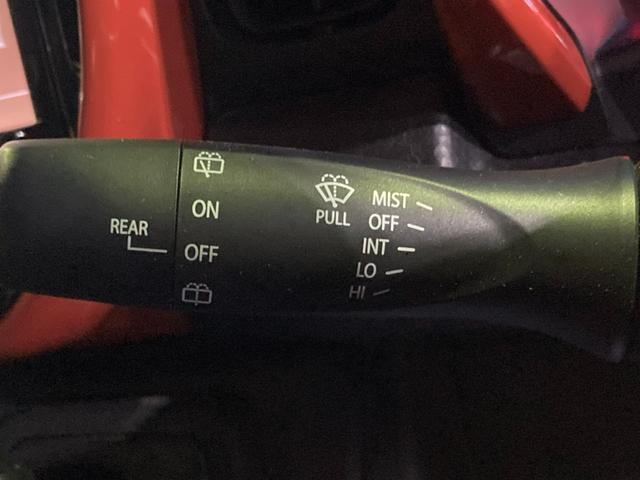 REAR
ON
OFF
PULL
MIST
OFF
INT
LO
HI